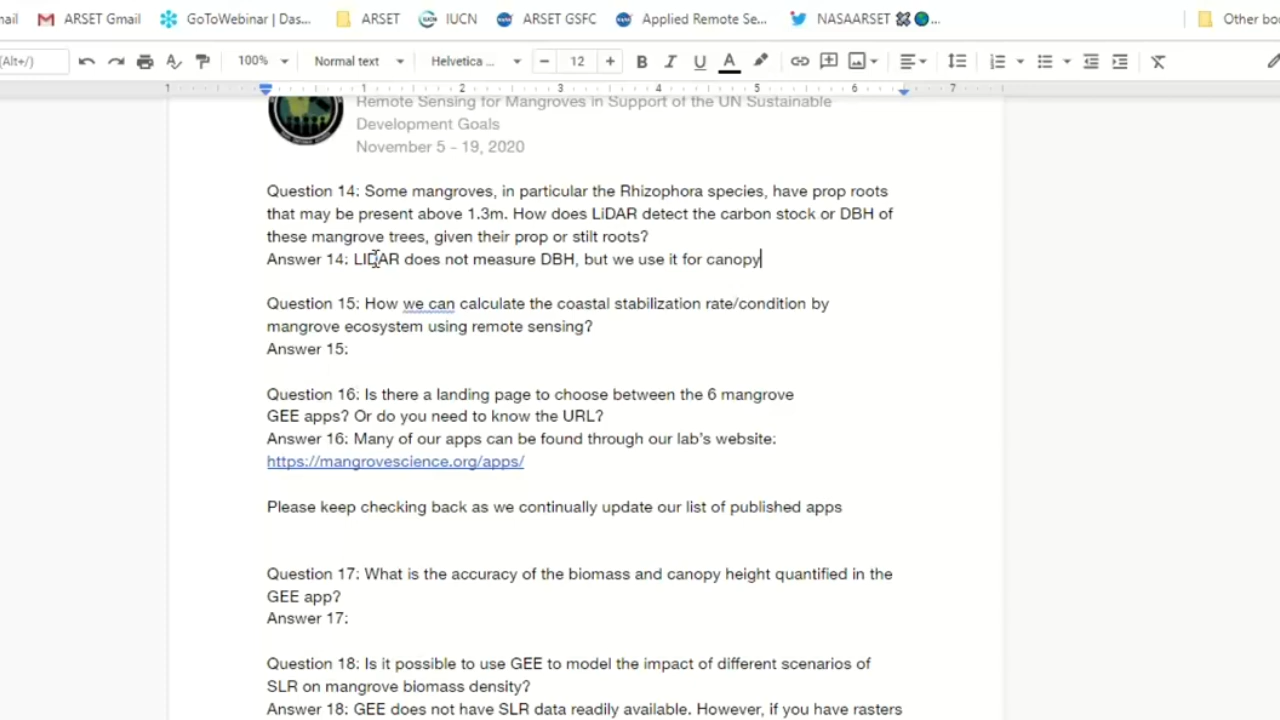 ail ARSET Gmail GoToWebinar | Das... ARSET IUCN ARSET GSFC Applied Remote Se... NASAARSET ... Other boo
(Alt+/) 100% Normal text Helvetica ... 12 B I U A
1 1 2 3 4 5 6 7
Remote Sensing for Mangroves in Support of the UN Sustainable
Development Goals
November 5 - 19, 2020
Question 14: Some mangroves, in particular the Rhizophora species, have prop roots
that may be present above 1.3m. How does LiDAR detect the carbon stock or DBH of
these mangrove trees, given their prop or stilt roots?
Answer 14: LIDAR does not measure DBH, but we use it for canopy
Question 15: How we can calculate the coastal stabilization rate/condition by
mangrove ecosystem using remote sensing?
Answer 15:
Question 16: Is there a landing page to choose between the 6 mangrove
GEE apps? Or do you need to know the URL?
Answer 16: Many of our apps can be found through our lab's website:
https://mangrovescience.org/apps/
Please keep checking back as we continually update our list of published apps
Question 17: What is the accuracy of the biomass and canopy height quantified in the
GEE app?
Answer 17:
Question 18: Is it possible to use GEE to model the impact of different scenarios of
SLR on mangrove biomass density?
Answer 18: GEE does not have SLR data readily available. However, if you have rasters